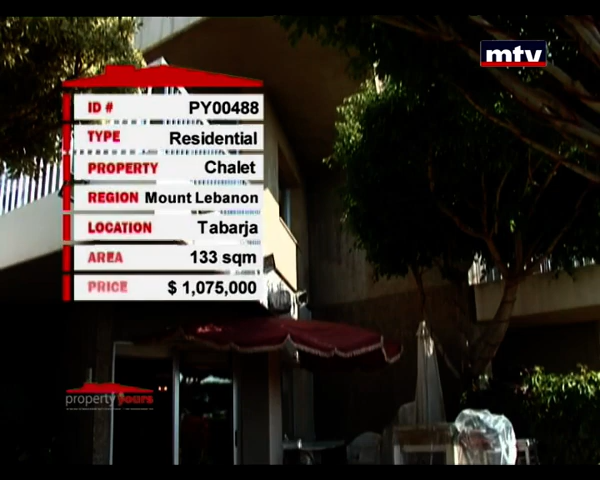 mtv
ID # PY00488
TYPE Residential
PROPERTY Chalet
REGION Mount Lebanon
LOCATION Tabarja
AREA 133 sqm
PRICE $ 1,075,000
property yours